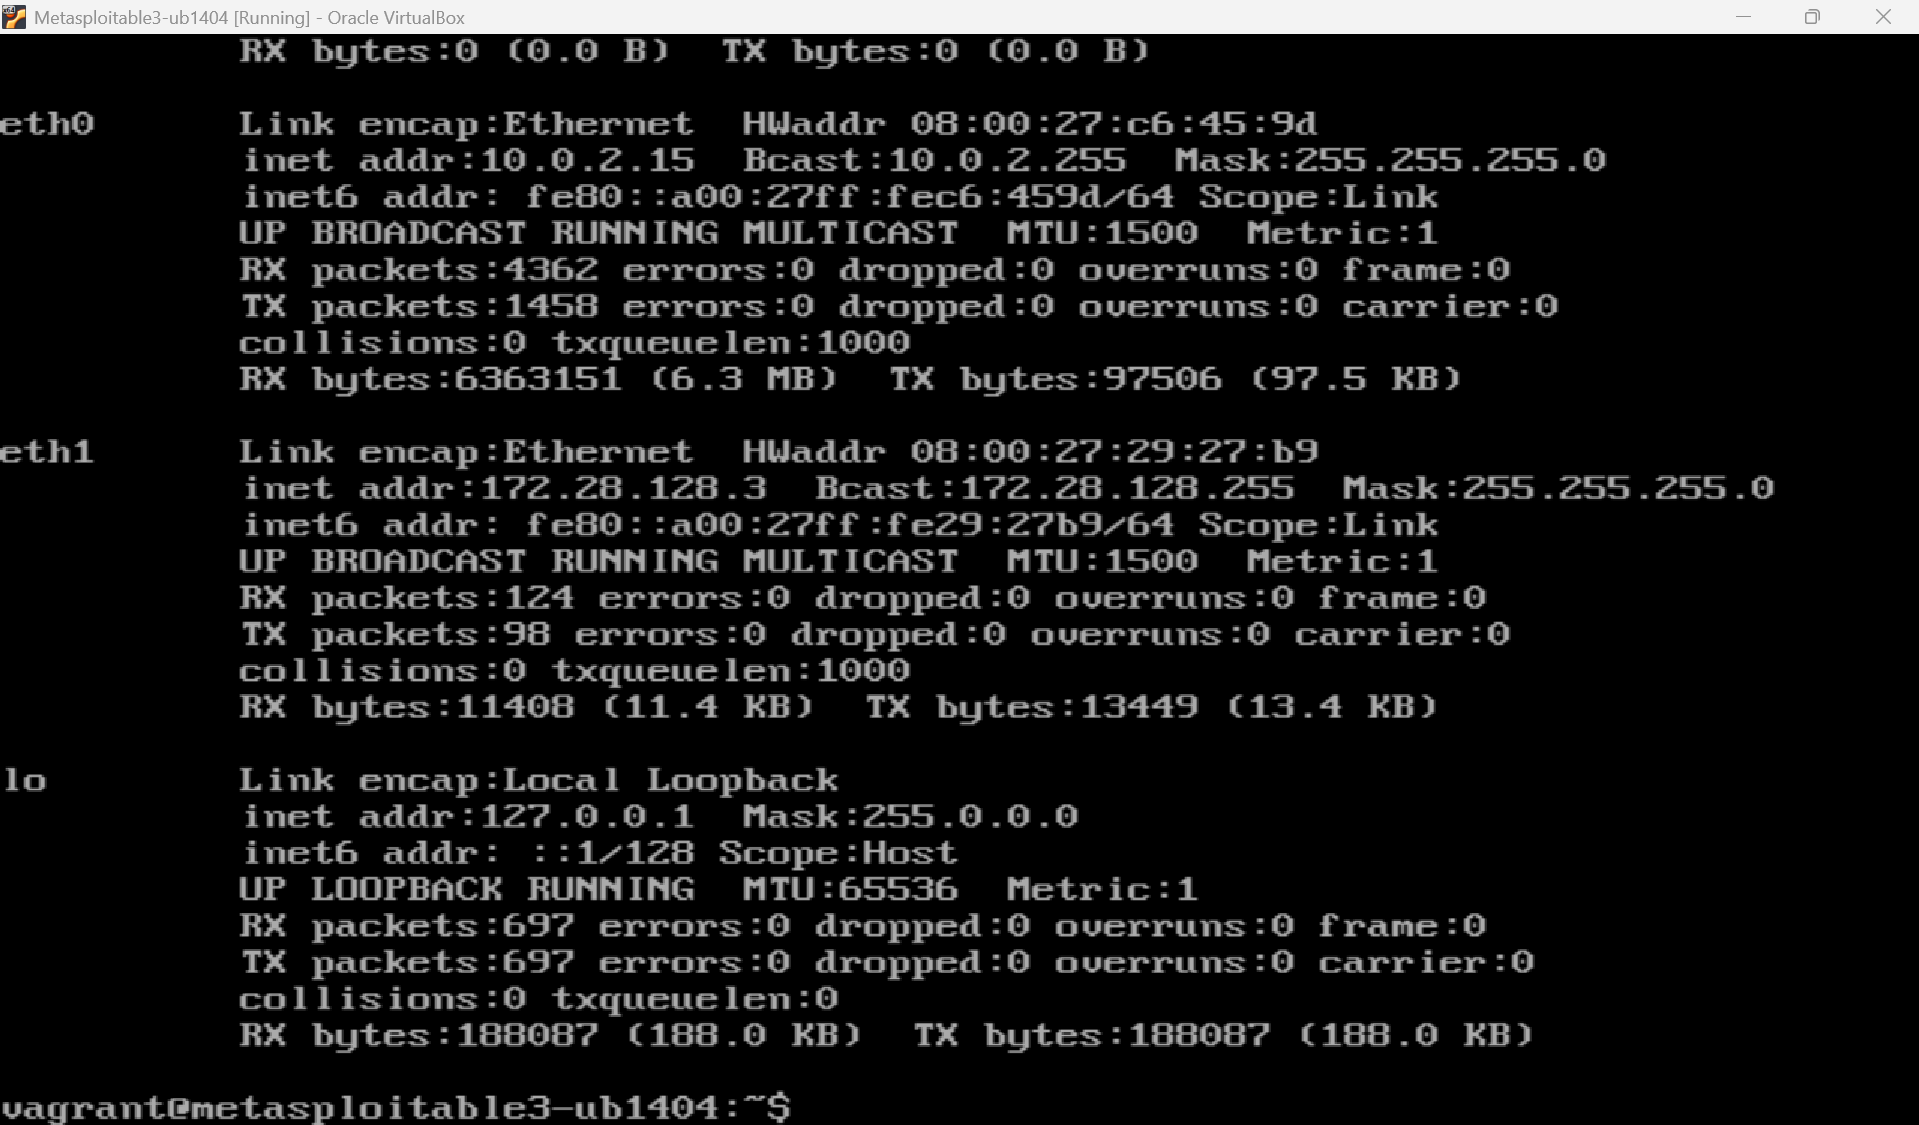 Metasploitable3-ub1404 [Running] - Oracle VirtualBox
RX bytes:0 (0.0 B)  TX bytes:0 (0.0 B)
eth0      Link encap:Ethernet  HWaddr 08:00:27:c6:45:9d
inet addr:10.0.2.15  Bcast:10.0.2.255  Mask:255.255.255.0
inet6 addr: fe80::a00:27ff:fec6:459d/64 Scope:Link
UP BROADCAST RUNNING MULTICAST  MTU:1500  Metric:1
RX packets:4362 errors:0 dropped:0 overruns:0 frame:0
TX packets:1458 errors:0 dropped:0 overruns:0 carrier:0
collisions:0 txqueuelen:1000
RX bytes:6363151 (6.3 MB)  TX bytes:97506 (97.5 KB)
eth1      Link encap:Ethernet  HWaddr 08:00:27:29:27:b9
inet addr:172.28.128.3  Bcast:172.28.128.255  Mask:255.255.255.0
inet6 addr: fe80::a00:27ff:fe29:27b9/64 Scope:Link
UP BROADCAST RUNNING MULTICAST  MTU:1500  Metric:1
RX packets:124 errors:0 dropped:0 overruns:0 frame:0
TX packets:98 errors:0 dropped:0 overruns:0 carrier:0
collisions:0 txqueuelen:1000
RX bytes:11408 (11.4 KB)  TX bytes:13449 (13.4 KB)
lo        Link encap:Local Loopback
inet addr:127.0.0.1  Mask:255.0.0.0
inet6 addr: ::1/128 Scope:Host
UP LOOPBACK RUNNING  MTU:65536  Metric:1
RX packets:697 errors:0 dropped:0 overruns:0 frame:0
TX packets:697 errors:0 dropped:0 overruns:0 carrier:0
collisions:0 txqueuelen:0
RX bytes:188087 (188.0 KB)  TX bytes:188087 (188.0 KB)
vagrant@metasploitable3-ub1404:~$